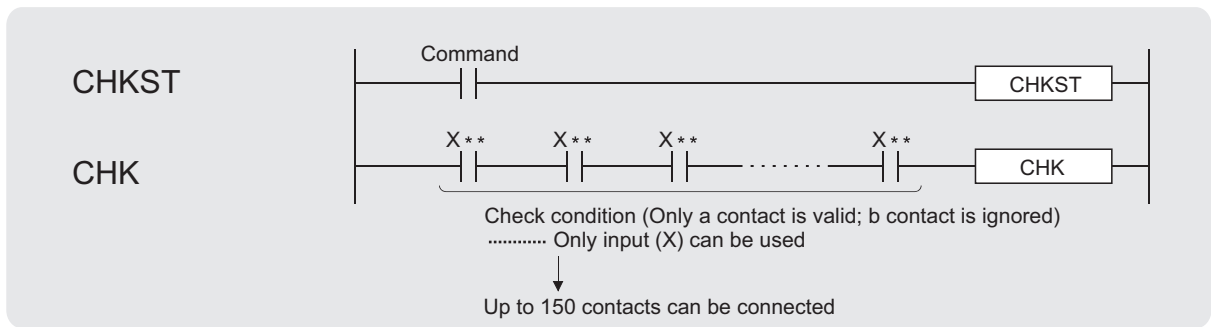 Command
CHKST
CHKST
X** X** X** X**
CHK
CHK
Check condition (Only a contact is valid; b contact is ignored)
............ Only input (X) can be used
Up to 150 contacts can be connected